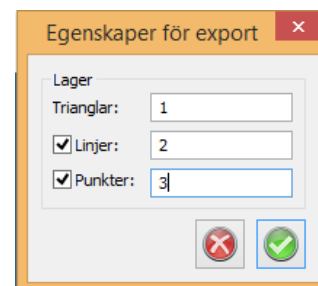 Egenskaper för export
Lager
Trianglar: 1
Linjer: 2
Punkter: 3